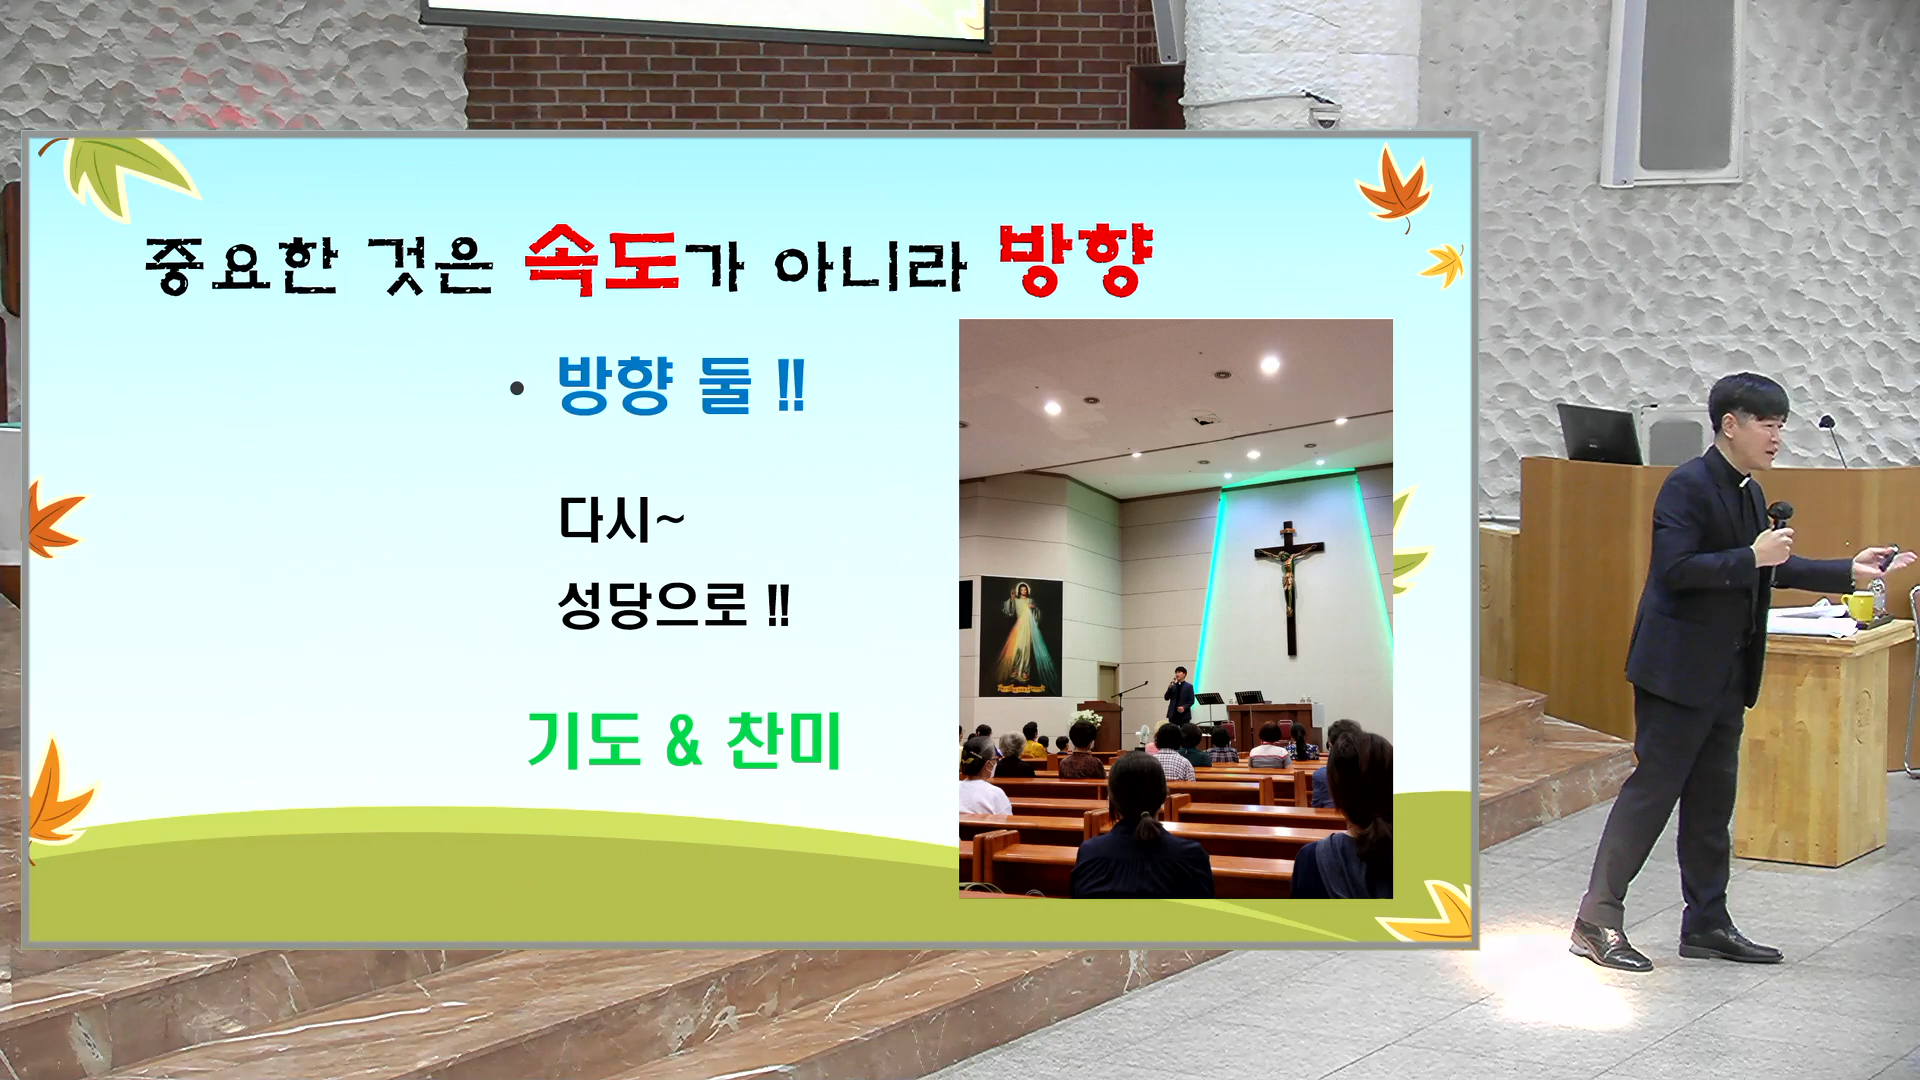 중요한 것은 속도가 아니라 방향
• 방향 둘 !!
다시~
성당으로 !!
기도 & 찬미